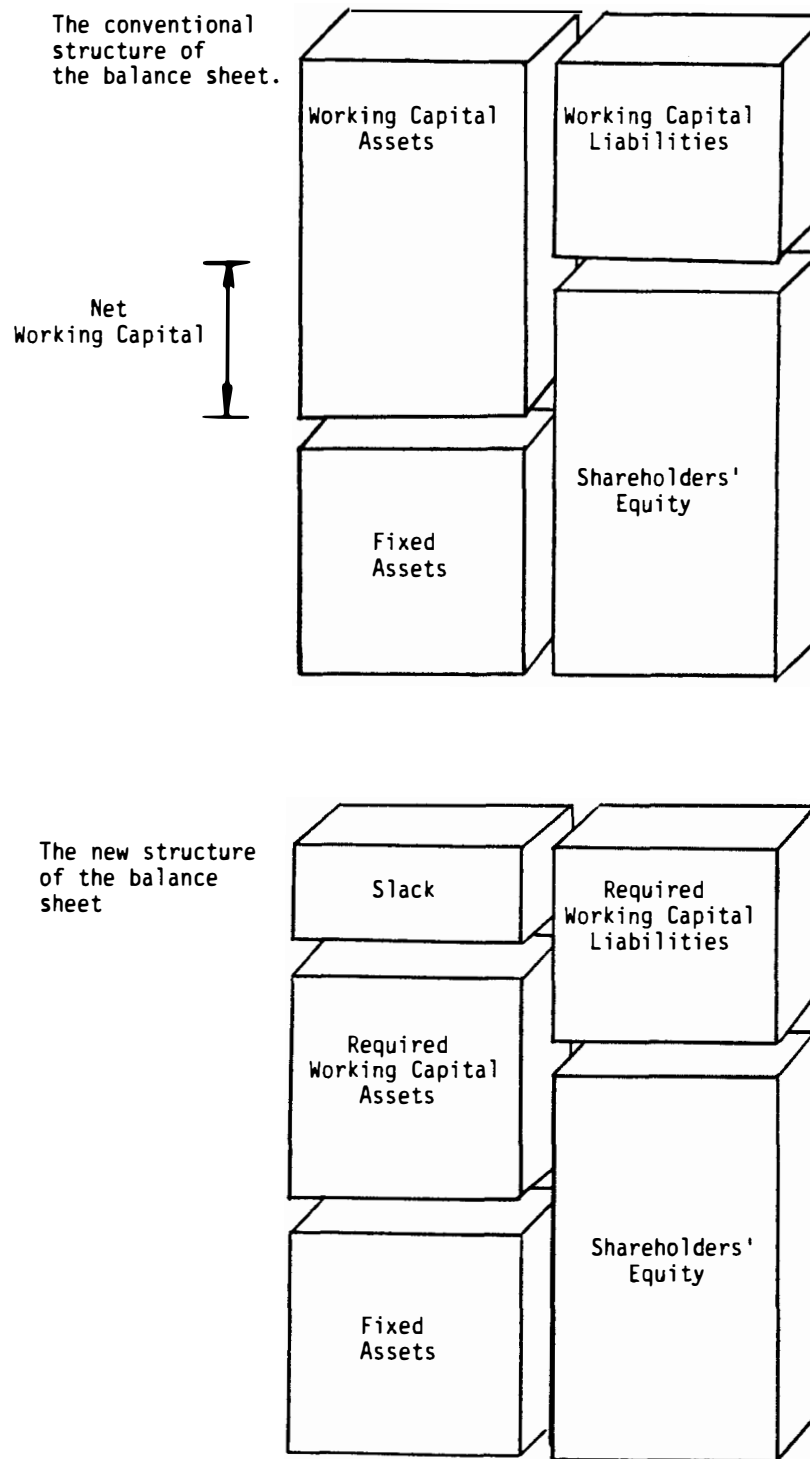 The conventional
structure of
the balance sheet.
Working Capital
Assets
Working Capital
Liabilities
Net
Working Capital
Shareholders'
Equity
Fixed
Assets
The new structure
of the balance
sheet
Slack
Required
Working Capital
Liabilities
Required
Working Capital
Assets
Shareholders'
Equity
Fixed
Assets